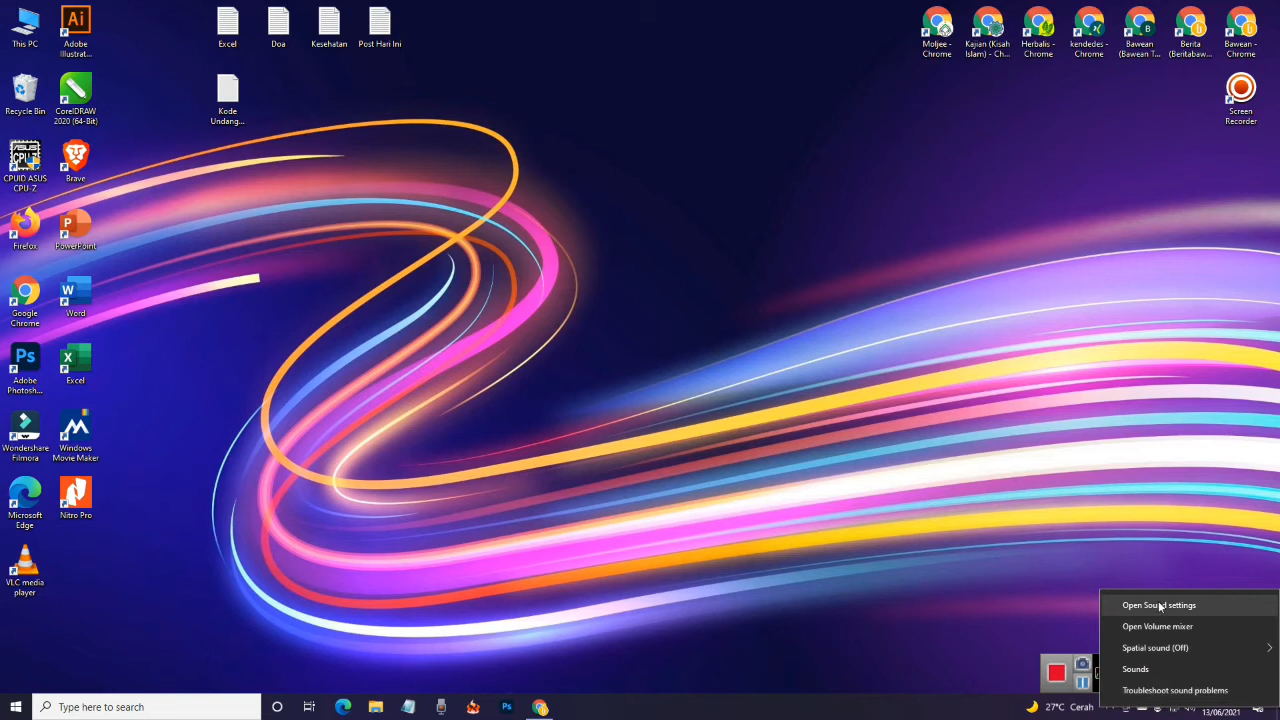 This PC
Adobe
Illustrat...
Excel
Doa
Kesehatan
Post Hari Ini
Moljee -
Chrome
Kajian (Kisah
Islam) - Ch...
Herbalis -
Chrome
kendedes -
Chrome
Bawean
(Bawean T...
Berita
(Beritabaw...
Bawean -
Chrome
Recycle Bin
CorelDRAW
2020 (64-Bit)
Kode
Undang...
Screen
Recorder
CPUID ASUS
CPU-Z
Brave
Firefox
PowerPoint
Google
Chrome
Word
Adobe
Photosh...
Excel
Wondershare
Filmora
Windows
Movie Maker
Microsoft
Edge
Nitro Pro
VLC media
player
Open Sound settings
Open Volume mixer
Spatial sound (Off)
Sounds
Troubleshoot sound problems
Type here to search
27°C Cerah
13/06/2021